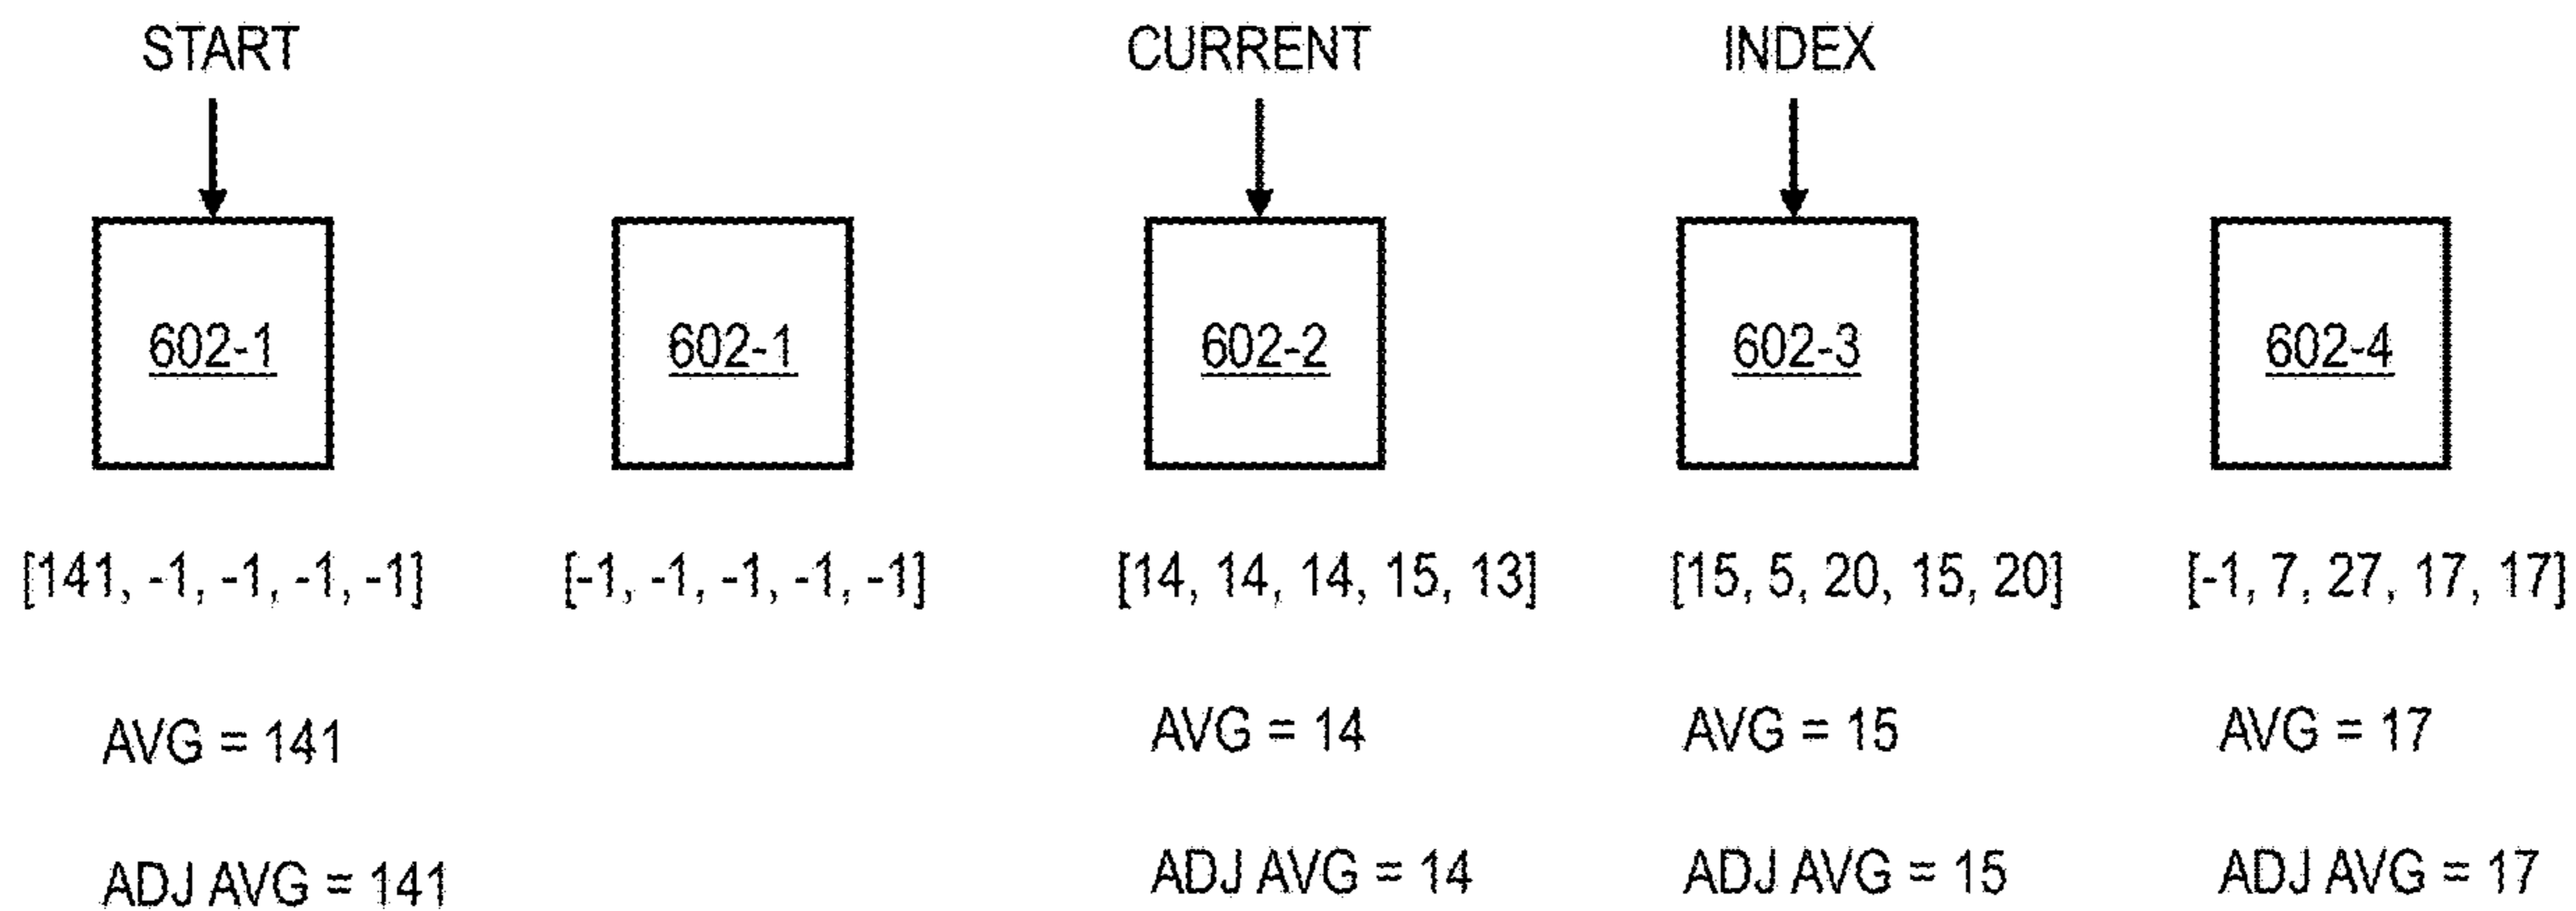 START CURRENT INDEX
602-1 602-1 602-2 602-3 602-4
[141, -1, -1, -1, -1] [-1, -1, -1, -1, -1] [14, 14, 14, 15, 13] [15, 5, 20, 15, 20] [-1, 7, 27, 17, 17]
AVG = 141 AVG = 14 AVG = 15 AVG = 17
ADJ AVG = 141 ADJ AVG = 14 ADJ AVG = 15 ADJ AVG = 17